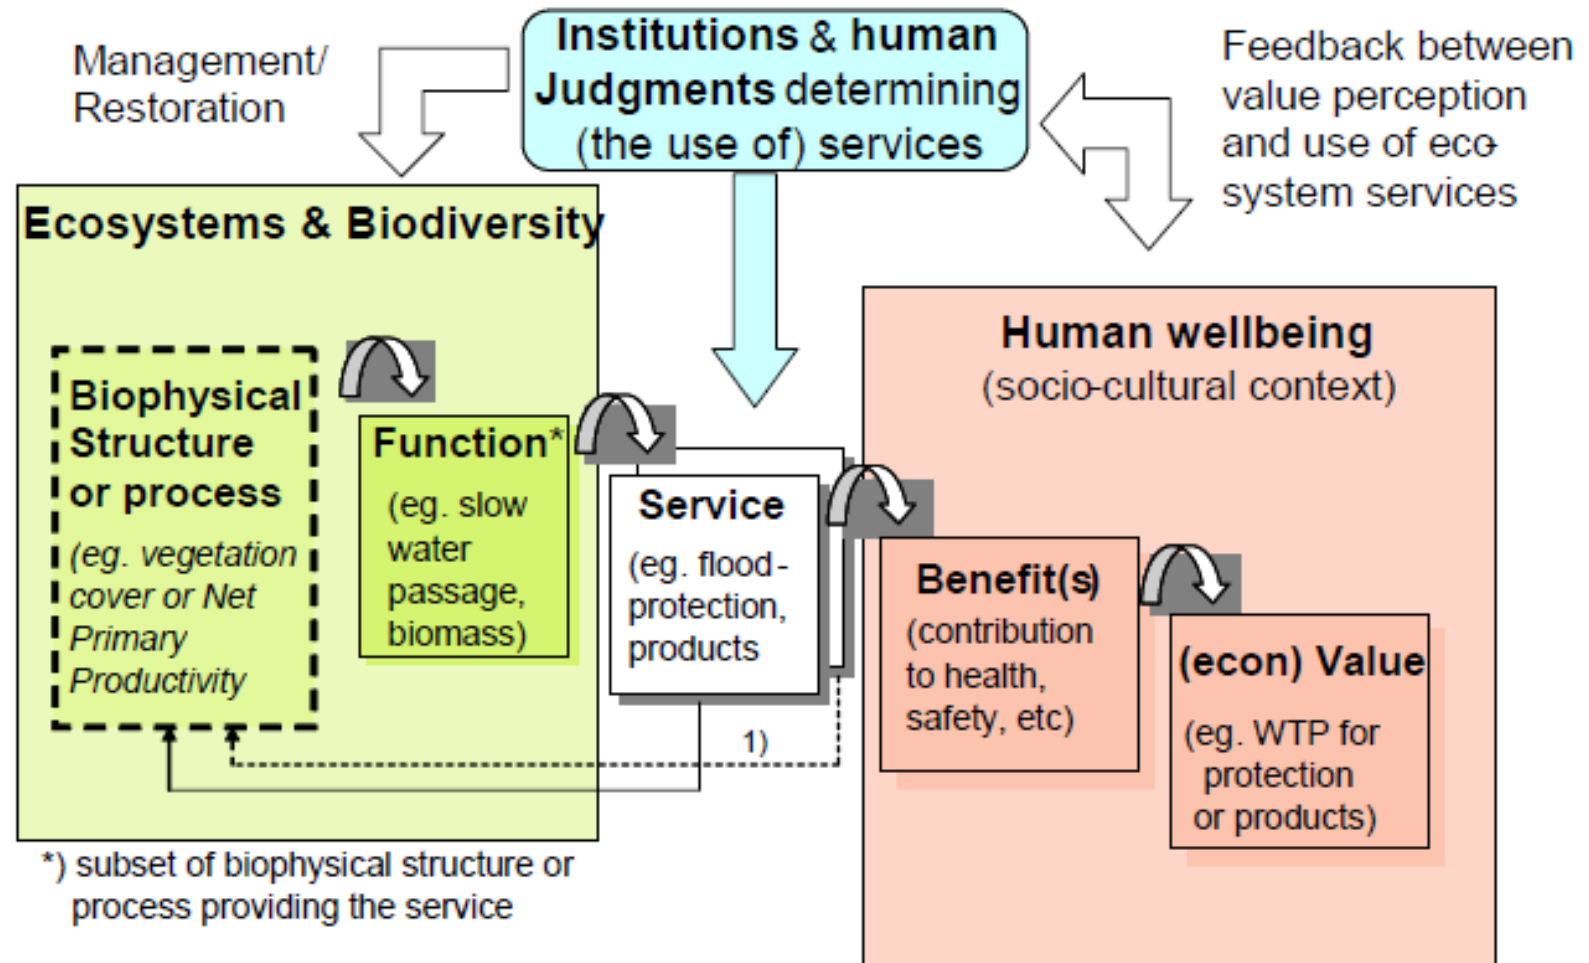 Management/
Restoration
Institutions & human
Judgments determining
(the use of) services
Feedback between
value perception
and use of eco-
system services
Ecosystems & Biodiversity
Biophysical
Structure
or process
(eg. vegetation
cover or Net
Primary
Productivity
Function*
(eg. slow
water
passage,
biomass)
Service
(eg. flood-
protection,
products
1)
Human wellbeing
(socio-cultural context)
Benefit(s)
(contribution
to health,
safety, etc)
(econ) Value
(eg. WTP for
protection
or products)
*) subset of biophysical structure or
process providing the service